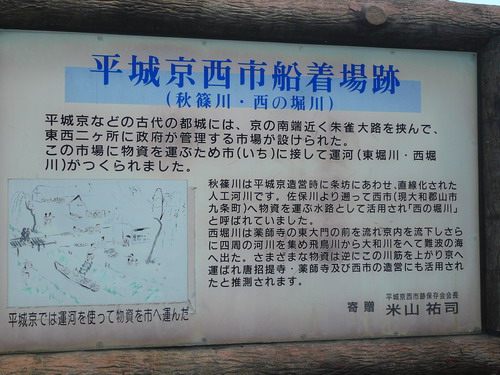 平城京西市船着場跡
(秋篠川・西の堀川)
平城京などの古代の都城には、京の南端近く朱雀大路を挟んで、
東西二ヶ所に政府が管理する市場が設けられた。
この市場に物資を運ぶため市(いち)に接して運河(東堀川・西堀
川)がつくられました。
秋篠川は平城京造営時に条坊にあわせ、直線化された
人工河川です。佐保川より遡って西市(現大和郡山市
九条町)へ物資を運ぶ水路として活用され「西の堀川」
と呼ばれていました。
西堀川は薬師寺の東大門の前を流れ京内を流下しさら
に四周の河川を集め飛鳥川から大和川をへて難波の海
へ出た。さまざまな物資は逆にこの川筋を上がり京へ
運ばれ唐招提寺・薬師寺及び西市の造営にも活用され
たと推測されます。
平城京では運河を使って物資を市へ運んだ
平城京西市跡保存会会長
寄贈 米山祐司